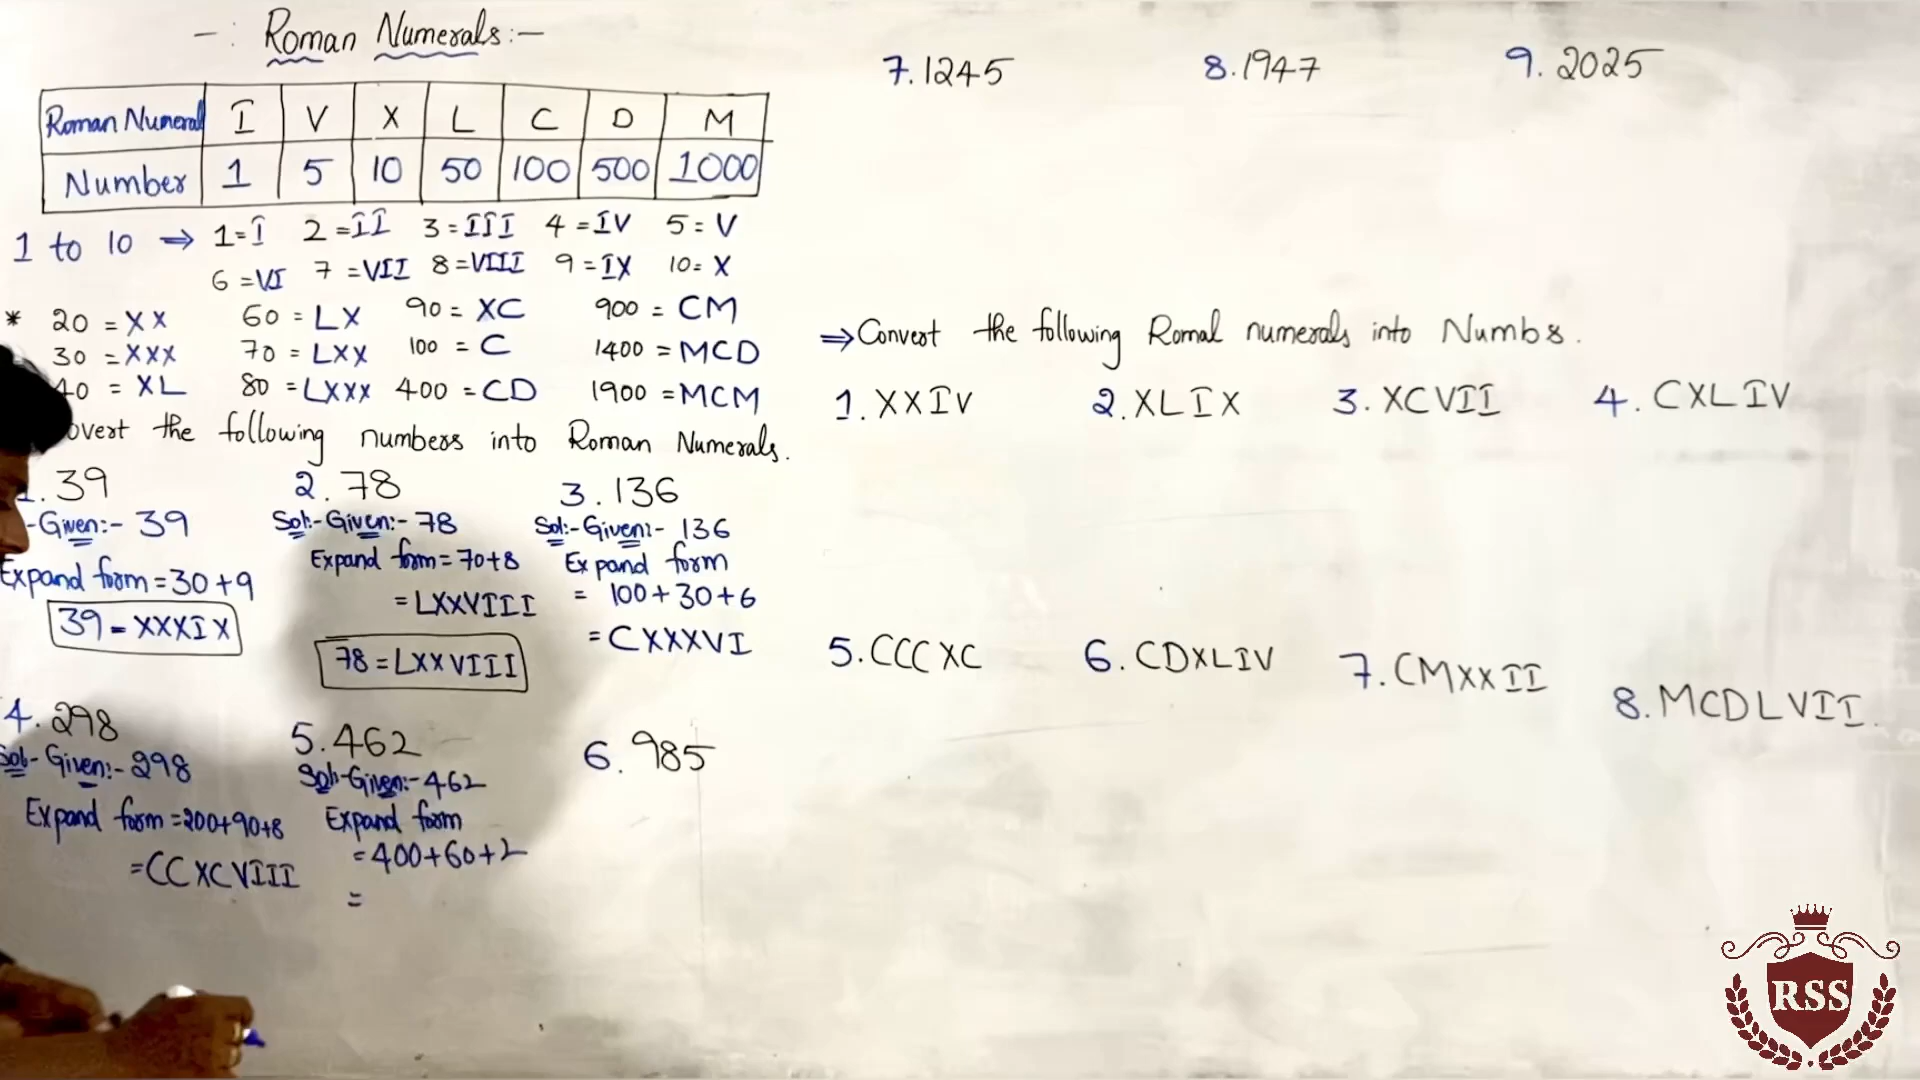 -: Roman Numerals:-
Roman Numeral I V X L C D M
Number 1 5 10 50 100 500 1000
1 to 10 ⇒ 1=I 2=II 3=III 4=IV 5=V
6=VI 7=VII 8=VIII 9=IX 10=X
* 20=XX 60=LX 90=XC 900=CM
30=XXX 70=LXX 100=C 1400=MCD
40=XL 80=LXXX 400=CD 1900=MCM
the following numbers into Roman Numerals.
1.39 2.78 3.136
-Given:-39 Sol:-Given:-78 Sol:-Given:-136
Expand form=30+9 Expand form=70+8 Expand form
=LXXVIII = 100+30+6
39=XXXIX =CXXXVI
78=LXXVIII
4.298 5.462 6.985
Sol:-Given:-298 Sol:-Given:-462
Expand form=200+90+8 Expand form
=CCXCVIII =400+60+2
=
7.1245 8.1947 9.2025
⇒Convert the following Romal numerals into Numbs.
1.XXIV 2.XLIX 3.XCVII 4.CXLIV
5.CCCXC 6.CDXLIV 7.CMXXII 8.MCDLVII.
RSS